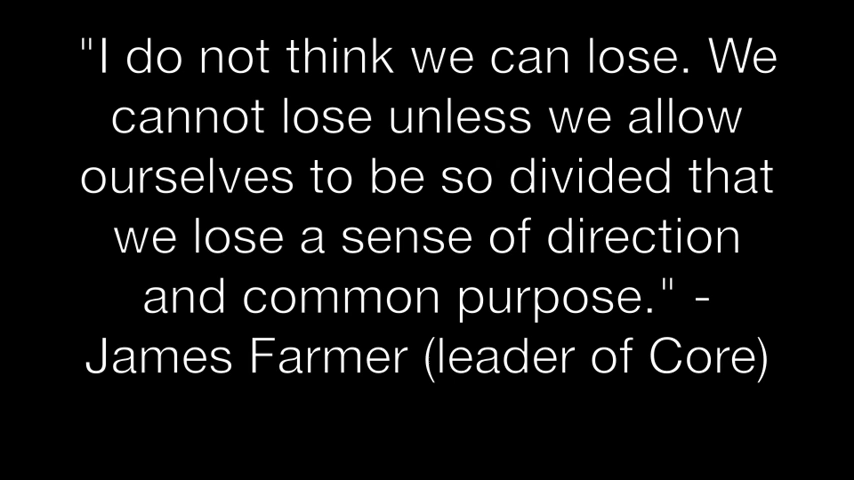 "I do not think we can lose. We
cannot lose unless we allow
ourselves to be so divided that
we lose a sense of direction
and common purpose." -
James Farmer (leader of Core)